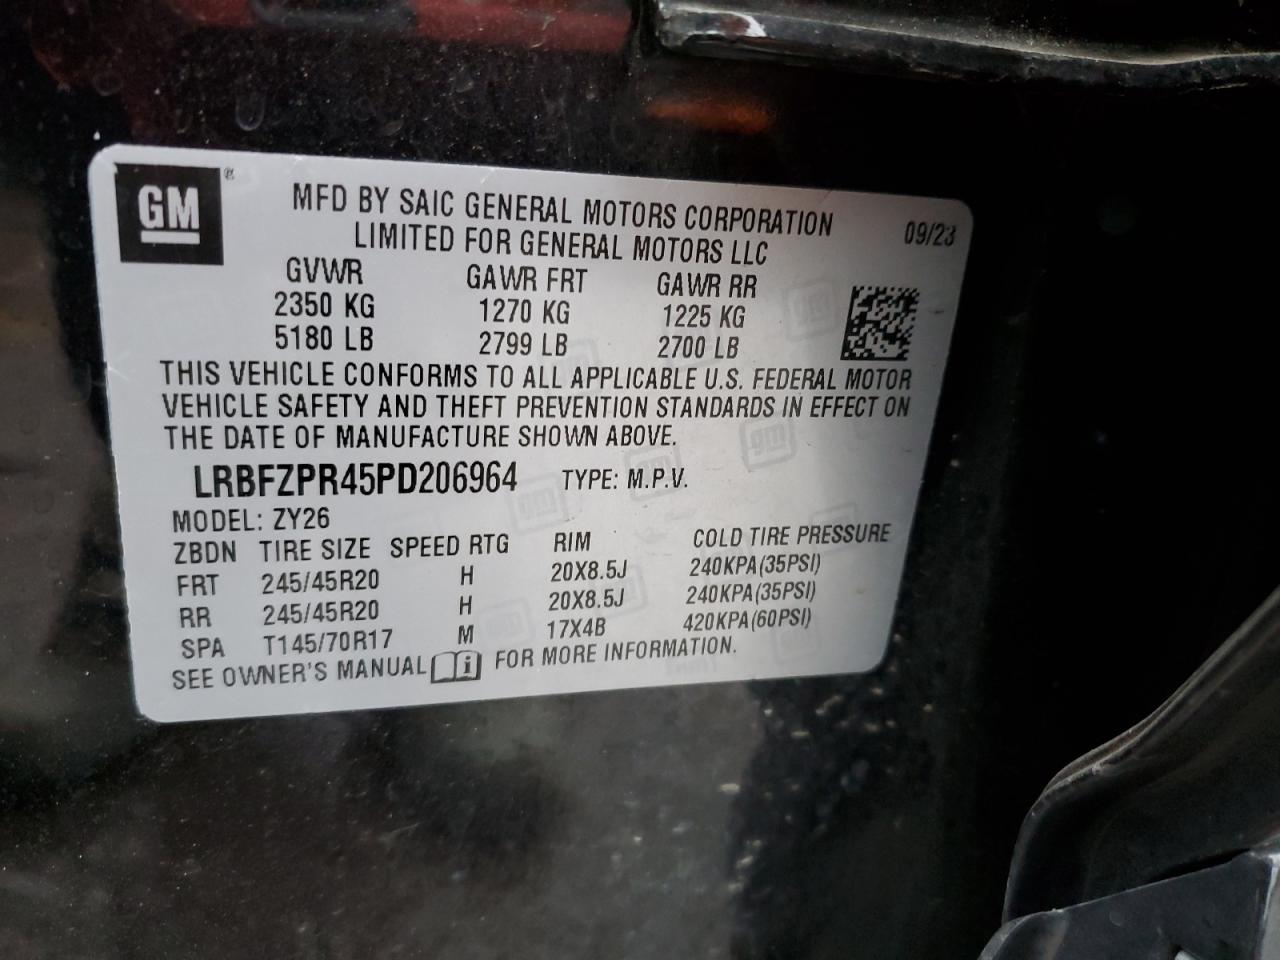 GM ®
MFD BY SAIC GENERAL MOTORS CORPORATION 09/23
LIMITED FOR GENERAL MOTORS LLC
GVWR GAWR FRT GAWR RR
2350 KG 1270 KG 1225 KG
5180 LB 2799 LB 2700 LB
THIS VEHICLE CONFORMS TO ALL APPLICABLE U.S. FEDERAL MOTOR
VEHICLE SAFETY AND THEFT PREVENTION STANDARDS IN EFFECT ON
THE DATE OF MANUFACTURE SHOWN ABOVE.
LRBFZPR45PD206964 TYPE: M.P.V.
MODEL: ZY26
ZBDN TIRE SIZE SPEED RTG RIM COLD TIRE PRESSURE
FRT 245/45R20 H 20X8.5J 240KPA(35PSI)
RR 245/45R20 H 20X8.5J 240KPA(35PSI)
SPA T145/70R17 M 17X4B 420KPA(60PSI)
SEE OWNER'S MANUAL i FOR MORE INFORMATION.